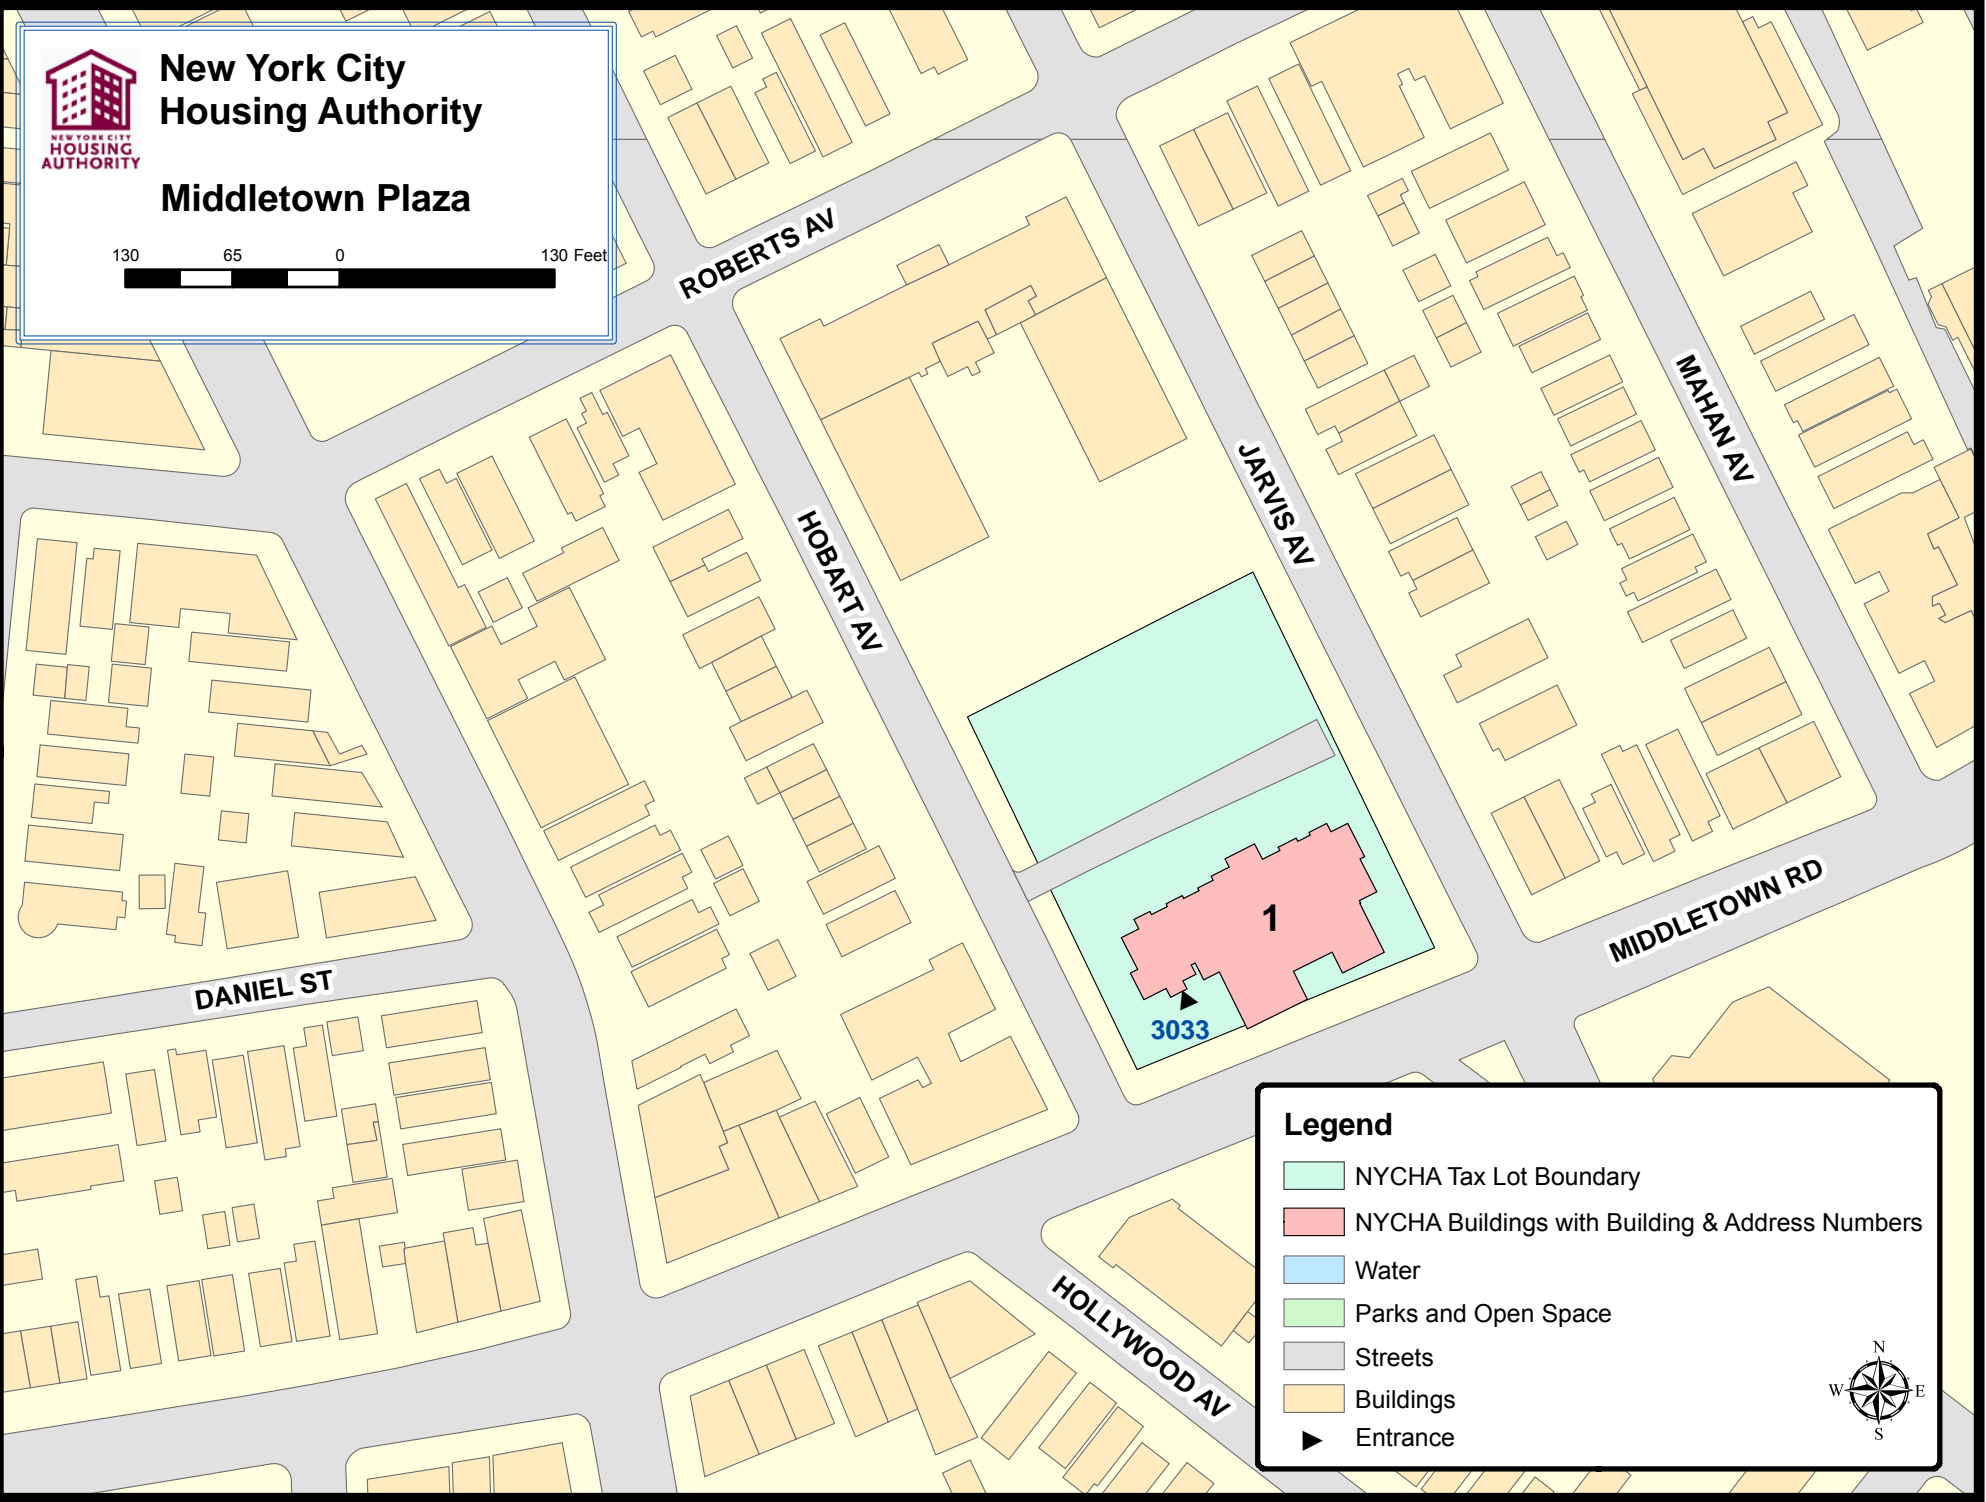 New York City
Housing Authority
NEW YORK CITY
HOUSING
AUTHORITY
Middletown Plaza
130 65 0 130 Feet
ROBERTS AV
MAHAN AV
JARVIS AV
HOBART AV
MIDDLETOWN RD
1
3033
DANIEL ST
HOLLYWOOD AV
Legend
NYCHA Tax Lot Boundary
NYCHA Buildings with Building & Address Numbers
Water
Parks and Open Space
Streets
Buildings
Entrance
N
W E
S